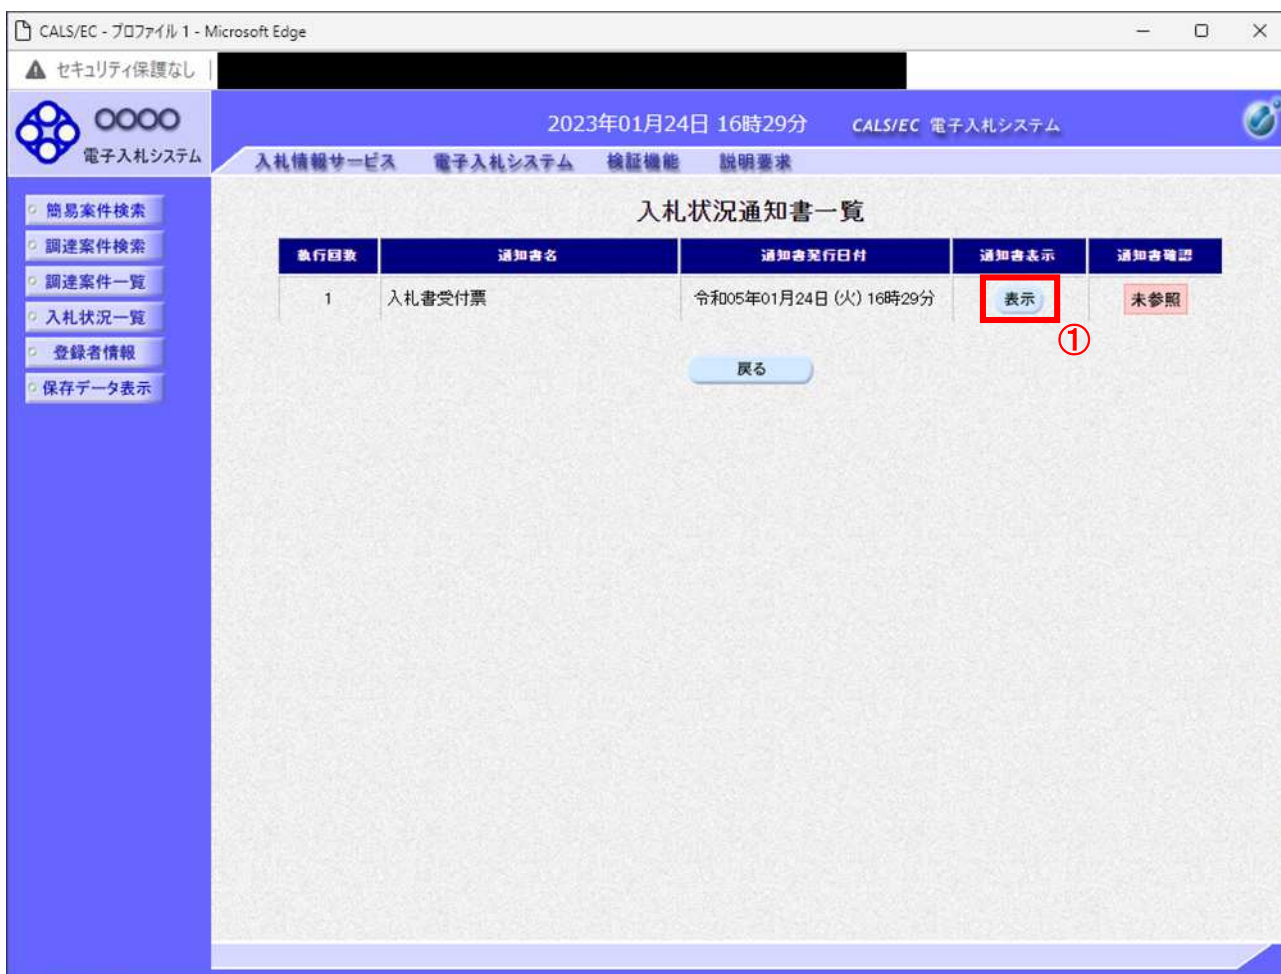 CALS/EC - プロファイル 1 - Microsoft Edge
セキュリティ保護なし
〇〇〇〇
電子入札システム
2023年01月24日 16時29分 CALS/EC 電子入札システム
入札情報サービス 電子入札システム 検証機能 説明要求
簡易案件検索
調達案件検索
調達案件一覧
入札状況一覧
登録者情報
保存データ表示
入札状況通知書一覧
執行回数 通知書名 通知書発行日付 通知書表示 通知書確認
1 入札書受付票 令和05年01月24日 (火) 16時29分 表示 未参照
①
戻る